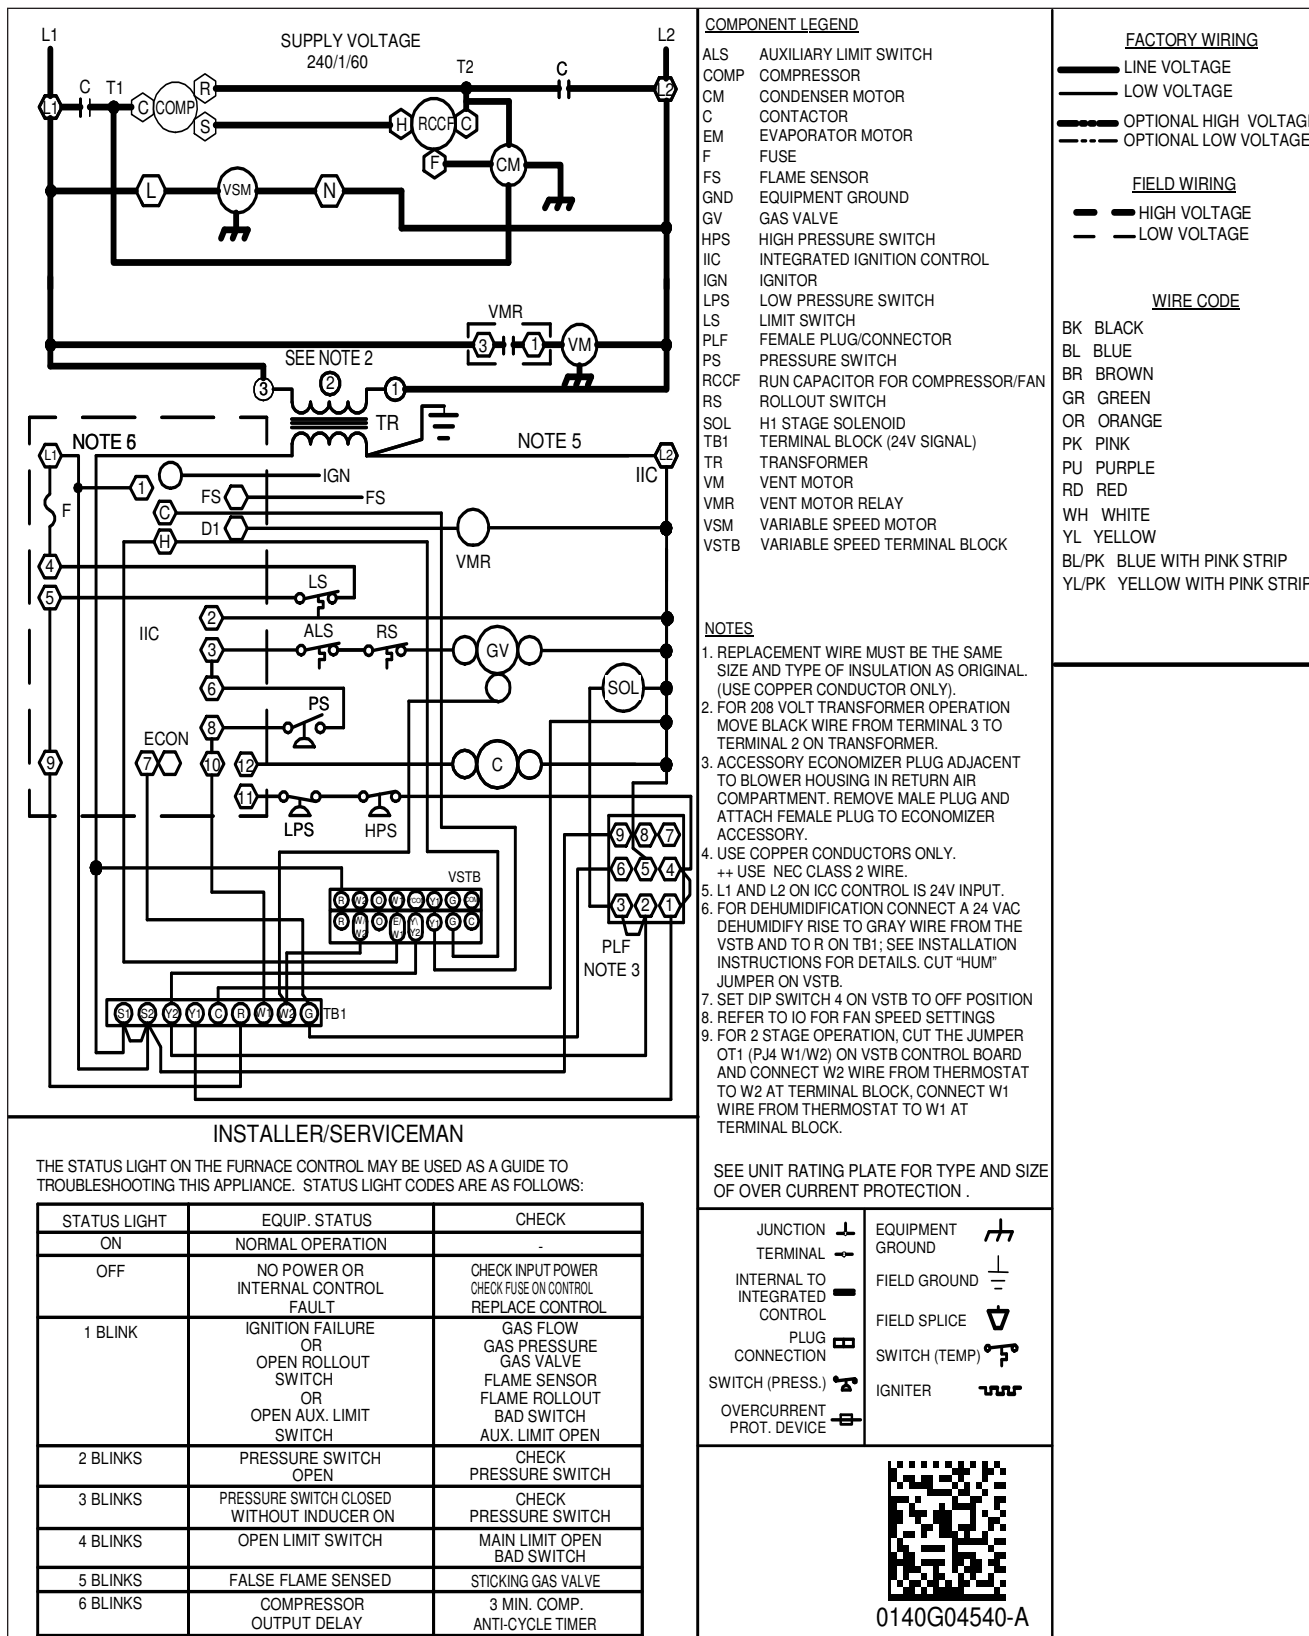 L1
SUPPLY VOLTAGE
240/1/60
L2
T2
C
T1
C
L1
C
COMP
R
S
H
RCCF
C
F
CM
L2
L
VSM
N
VMR
3
1
VM
SEE NOTE 2
3
2
1
TR
NOTE 6
NOTE 5
L1
L2
IIC
1
IGN
F
FS
FS
C
D1
H
VMR
4
5
LS
2
IIC
ALS
RS
3
GV
6
SOL
PS
8
ECON
9
7
10
12
C
11
LPS
HPS
9 8 7
6 5 4
3 2 1
PLF
NOTE 3
VSTB
R W2 O W1 Y1 G
R W/ W2 O E/ W1 Y/ Y2 Y1 G C
S1 S2 Y2 Y1 C R W1 W2 G
TB1
COMPONENT LEGEND
ALS AUXILIARY LIMIT SWITCH
COMP COMPRESSOR
CM CONDENSER MOTOR
C CONTACTOR
EM EVAPORATOR MOTOR
F FUSE
FS FLAME SENSOR
GND EQUIPMENT GROUND
GV GAS VALVE
HPS HIGH PRESSURE SWITCH
IIC INTEGRATED IGNITION CONTROL
IGN IGNITOR
LPS LOW PRESSURE SWITCH
LS LIMIT SWITCH
PLF FEMALE PLUG/CONNECTOR
PS PRESSURE SWITCH
RCCF RUN CAPACITOR FOR COMPRESSOR/FAN
RS ROLLOUT SWITCH
SOL H1 STAGE SOLENOID
TB1 TERMINAL BLOCK (24V SIGNAL)
TR TRANSFORMER
VM VENT MOTOR
VMR VENT MOTOR RELAY
VSM VARIABLE SPEED MOTOR
VSTB VARIABLE SPEED TERMINAL BLOCK
NOTES
1. REPLACEMENT WIRE MUST BE THE SAME
SIZE AND TYPE OF INSULATION AS ORIGINAL.
(USE COPPER CONDUCTOR ONLY).
2. FOR 208 VOLT TRANSFORMER OPERATION
MOVE BLACK WIRE FROM TERMINAL 3 TO
TERMINAL 2 ON TRANSFORMER.
3. ACCESSORY ECONOMIZER PLUG ADJACENT
TO BLOWER HOUSING IN RETURN AIR
COMPARTMENT. REMOVE MALE PLUG AND
ATTACH FEMALE PLUG TO ECONOMIZER
ACCESSORY.
4. USE COPPER CONDUCTORS ONLY.
++ USE NEC CLASS 2 WIRE.
5. L1 AND L2 ON ICC CONTROL IS 24V INPUT.
6. FOR DEHUMIDIFICATION CONNECT A 24 VAC
DEHUMIDIFY RISE TO GRAY WIRE FROM THE
VSTB AND TO R ON TB1; SEE INSTALLATION
INSTRUCTIONS FOR DETAILS. CUT “HUM”
JUMPER ON VSTB.
7. SET DIP SWITCH 4 ON VSTB TO OFF POSITION
8. REFER TO IO FOR FAN SPEED SETTINGS
9. FOR 2 STAGE OPERATION, CUT THE JUMPER
OT1 (PJ4 W1/W2) ON VSTB CONTROL BOARD
AND CONNECT W2 WIRE FROM THERMOSTAT
TO W2 AT TERMINAL BLOCK, CONNECT W1
WIRE FROM THERMOSTAT TO W1 AT
TERMINAL BLOCK.
SEE UNIT RATING PLATE FOR TYPE AND SIZE
OF OVER CURRENT PROTECTION .
FACTORY WIRING
LINE VOLTAGE
LOW VOLTAGE
OPTIONAL HIGH VOLTAGE
OPTIONAL LOW VOLTAGE
FIELD WIRING
HIGH VOLTAGE
LOW VOLTAGE
WIRE CODE
BK BLACK
BL BLUE
BR BROWN
GR GREEN
OR ORANGE
PK PINK
PU PURPLE
RD RED
WH WHITE
YL YELLOW
BL/PK BLUE WITH PINK STRIP
YL/PK YELLOW WITH PINK STRIP
INSTALLER/SERVICEMAN
THE STATUS LIGHT ON THE FURNACE CONTROL MAY BE USED AS A GUIDE TO
TROUBLESHOOTING THIS APPLIANCE. STATUS LIGHT CODES ARE AS FOLLOWS:
STATUS LIGHT EQUIP. STATUS CHECK
ON NORMAL OPERATION -
OFF NO POWER OR CHECK INPUT POWER
INTERNAL CONTROL CHECK FUSE ON CONTROL
FAULT REPLACE CONTROL
1 BLINK IGNITION FAILURE GAS FLOW
OR GAS PRESSURE
OPEN ROLLOUT GAS VALVE
SWITCH FLAME SENSOR
OR FLAME ROLLOUT
OPEN AUX. LIMIT BAD SWITCH
SWITCH AUX. LIMIT OPEN
2 BLINKS PRESSURE SWITCH CHECK
OPEN PRESSURE SWITCH
3 BLINKS PRESSURE SWITCH CLOSED CHECK
WITHOUT INDUCER ON PRESSURE SWITCH
4 BLINKS OPEN LIMIT SWITCH MAIN LIMIT OPEN
BAD SWITCH
5 BLINKS FALSE FLAME SENSED STICKING GAS VALVE
6 BLINKS COMPRESSOR 3 MIN. COMP.
OUTPUT DELAY ANTI-CYCLE TIMER
JUNCTION
TERMINAL
INTERNAL TO
INTEGRATED
CONTROL
PLUG
CONNECTION
SWITCH (PRESS.)
OVERCURRENT
PROT. DEVICE
EQUIPMENT
GROUND
FIELD GROUND
FIELD SPLICE
SWITCH (TEMP)
IGNITER
0140G04540-A